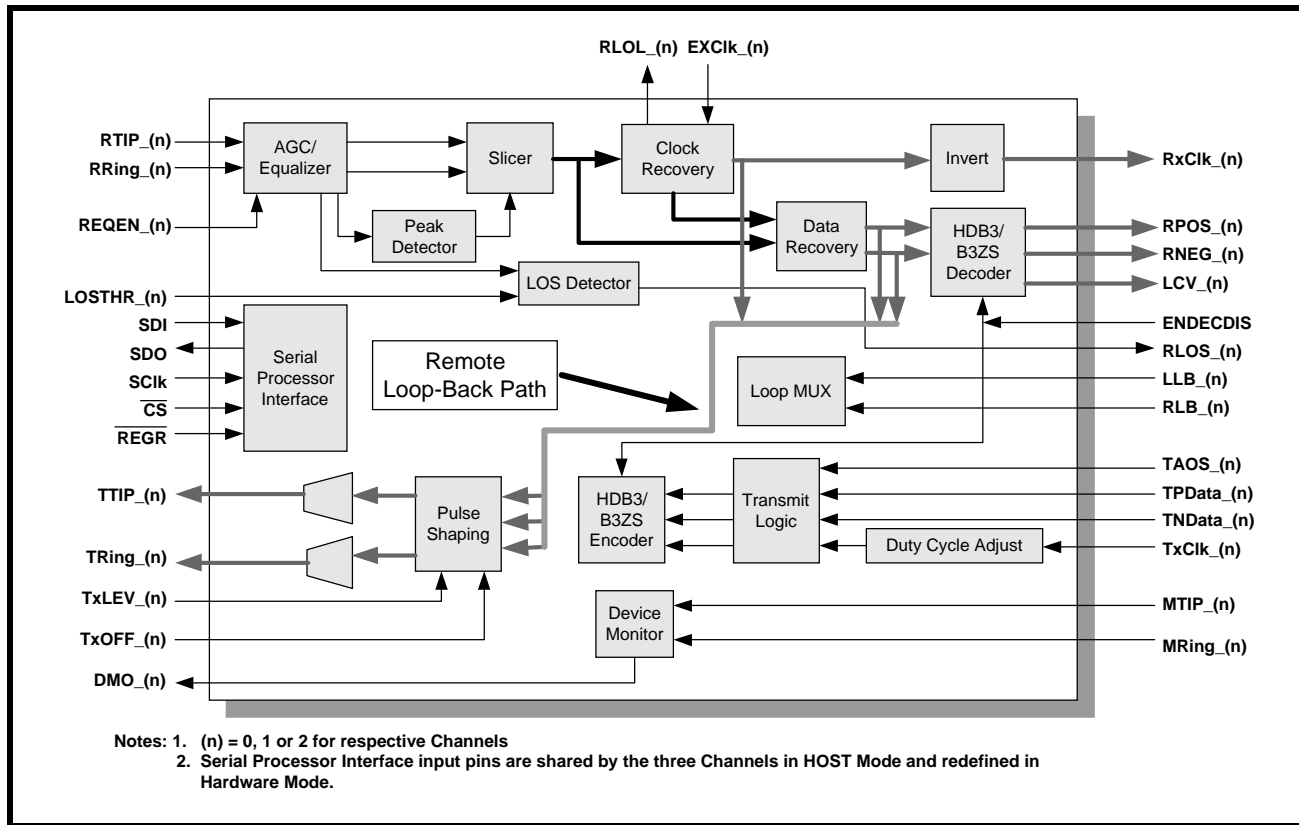 RLOL_(n) EXClk_(n)
RTIP_(n)
RRing_(n)
REQEN_(n)
LOSTHR_(n)
SDI
SDO
SClk
CS
REGR
TTIP_(n)
TRing_(n)
TxLEV_(n)
TxOFF_(n)
DMO_(n)
AGC/
Equalizer
Slicer
Peak
Detector
LOS Detector
Clock
Recovery
Data
Recovery
Invert
HDB3/
B3ZS
Decoder
Serial
Processor
Interface
Remote
Loop-Back Path
Loop MUX
Pulse
Shaping
HDB3/
B3ZS
Encoder
Transmit
Logic
Duty Cycle Adjust
Device
Monitor
RxClk_(n)
RPOS_(n)
RNEG_(n)
LCV_(n)
ENDECDIS
RLOS_(n)
LLB_(n)
RLB_(n)
TAOS_(n)
TPData_(n)
TNData_(n)
TxClk_(n)
MTIP_(n)
MRing_(n)
Notes: 1. (n) = 0, 1 or 2 for respective Channels
2. Serial Processor Interface input pins are shared by the three Channels in HOST Mode and redefined in
Hardware Mode.